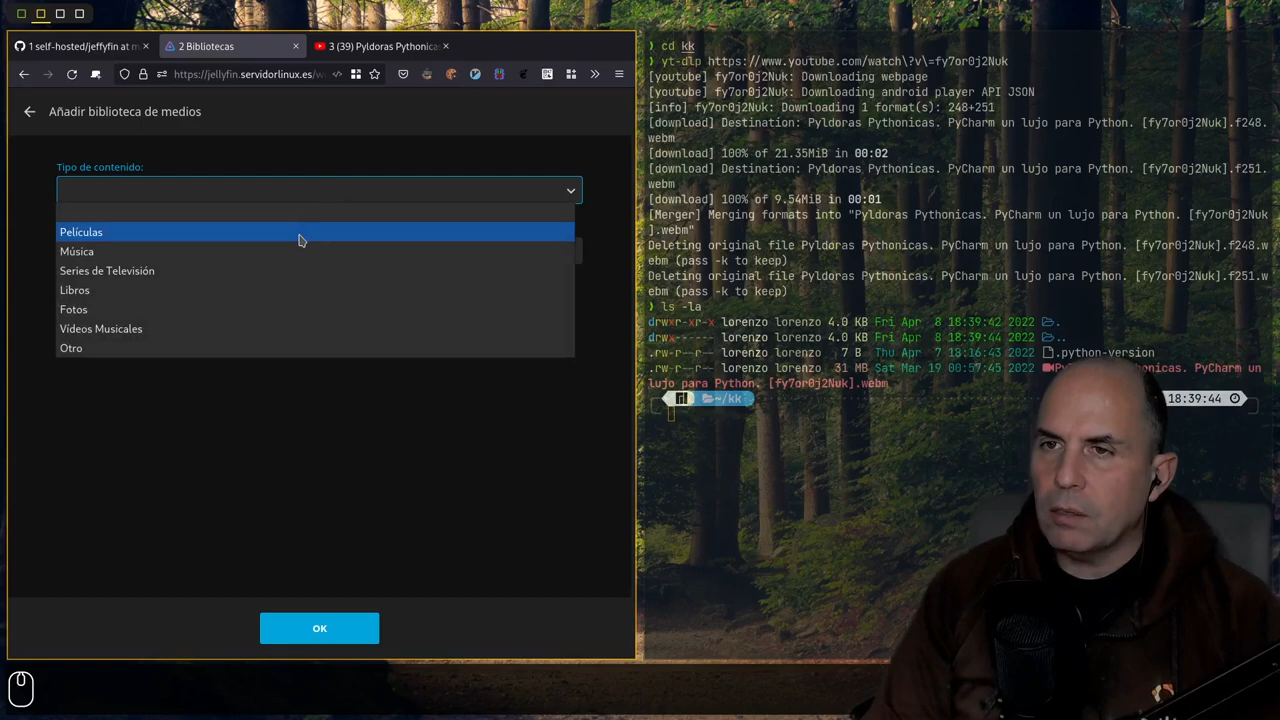 1 self-hosted/jeffyfin at m
2 Bibliotecas
3 (39) Pyldoras Pythonica
https://jellyfin.servidorlinux.es/w
Añadir biblioteca de medios
Tipo de contenido:
Películas
Música
Series de Televisión
Libros
Fotos
Vídeos Musicales
Otro
OK
❯ cd kk
❯ yt-dlp https://www.youtube.com/watch\?v\=fy7or0j2Nuk
[youtube] fy7or0j2Nuk: Downloading webpage
[youtube] fy7or0j2Nuk: Downloading android player API JSON
[info] fy7or0j2Nuk: Downloading 1 format(s): 248+251
[download] Destination: Pyldoras Pythonicas. PyCharm un lujo para Python. [fy7or0j2Nuk].f248.
webm
[download] 100% of 21.35MiB in 00:02
[download] Destination: Pyldoras Pythonicas. PyCharm un lujo para Python. [fy7or0j2Nuk].f251.
webm
[download] 100% of 9.54MiB in 00:01
[Merger] Merging formats into "Pyldoras Pythonicas. PyCharm un lujo para Python. [fy7or0j2Nuk
].webm"
Deleting original file Pyldoras Pythonicas. PyCharm un lujo para Python. [fy7or0j2Nuk].f248.w
ebm (pass -k to keep)
Deleting original file Pyldoras Pythonicas. PyCharm un lujo para Python. [fy7or0j2Nuk].f251.w
ebm (pass -k to keep)
❯ ls -la
drwxr-xr-x lorenzo lorenzo 4.0 KB Fri Apr  8 18:39:42 2022 .
drwx------ lorenzo lorenzo 4.0 KB Fri Apr  8 18:39:44 2022 ..
.rw-r--r-- lorenzo lorenzo   7 B  Thu Apr  7 18:16:43 2022 .python-version
.rw-r--r-- lorenzo lorenzo  31 MB Sat Mar 19 00:57:45 2022 PyCharm un
lujo para Python. [fy7or0j2Nuk].webm
~/kk
18:39:44